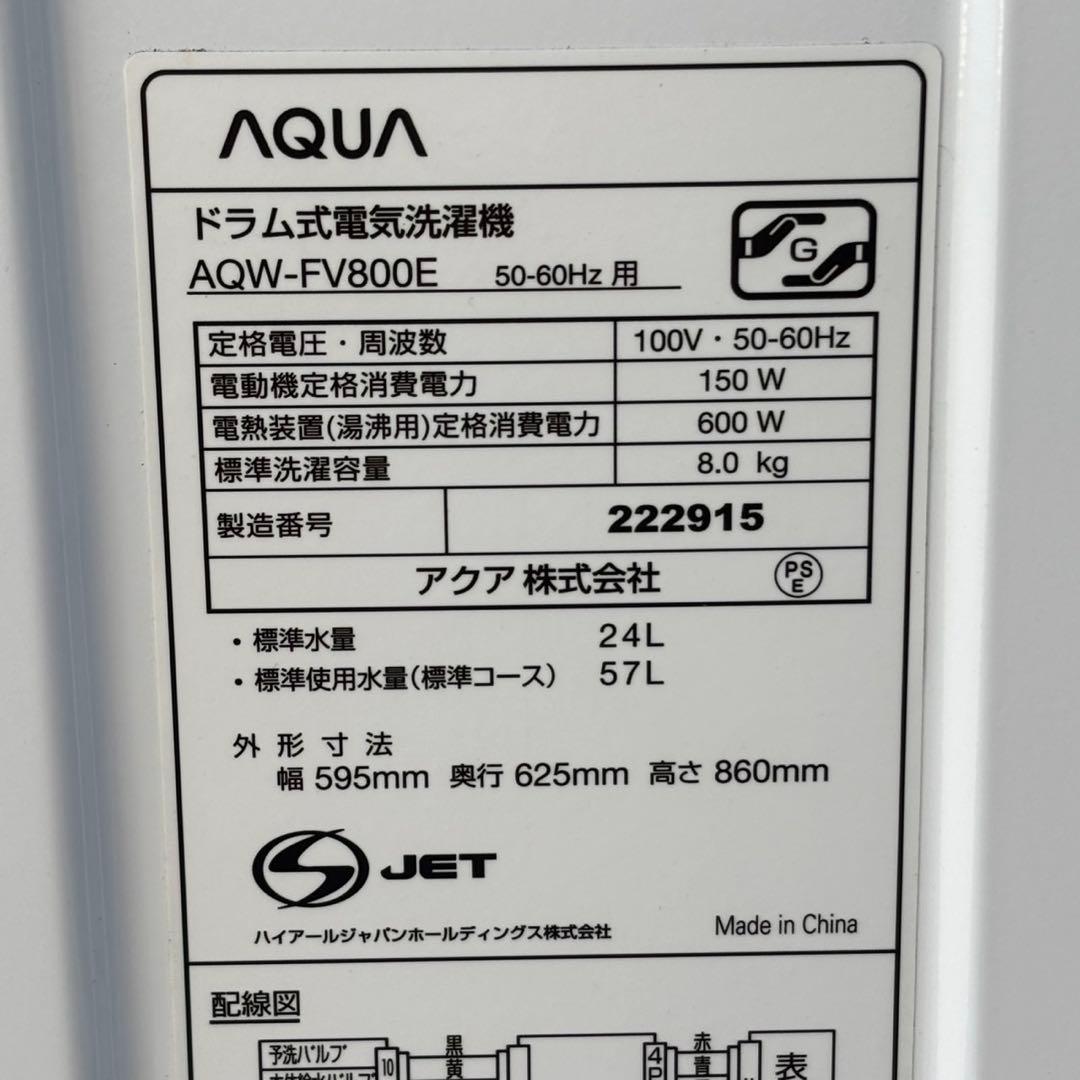 AQUA
ドラム式電気洗濯機
AQW-FV800E 50-60Hz 用
G
定格電圧・周波数 100V・50-60Hz
電動機定格消費電力 150 W
電熱装置(湯沸用)定格消費電力 600 W
標準洗濯容量 8.0 kg
製造番号 222915
アクア 株式会社 PSE
・標準水量 24L
・標準使用水量(標準コース) 57L
外形寸法
幅 595mm 奥行 625mm 高さ 860mm
S JET
ハイアールジャパンホールディングス株式会社 Made in China
配線図
予洗バルブ 10 黒 4P 赤 表
黄 青